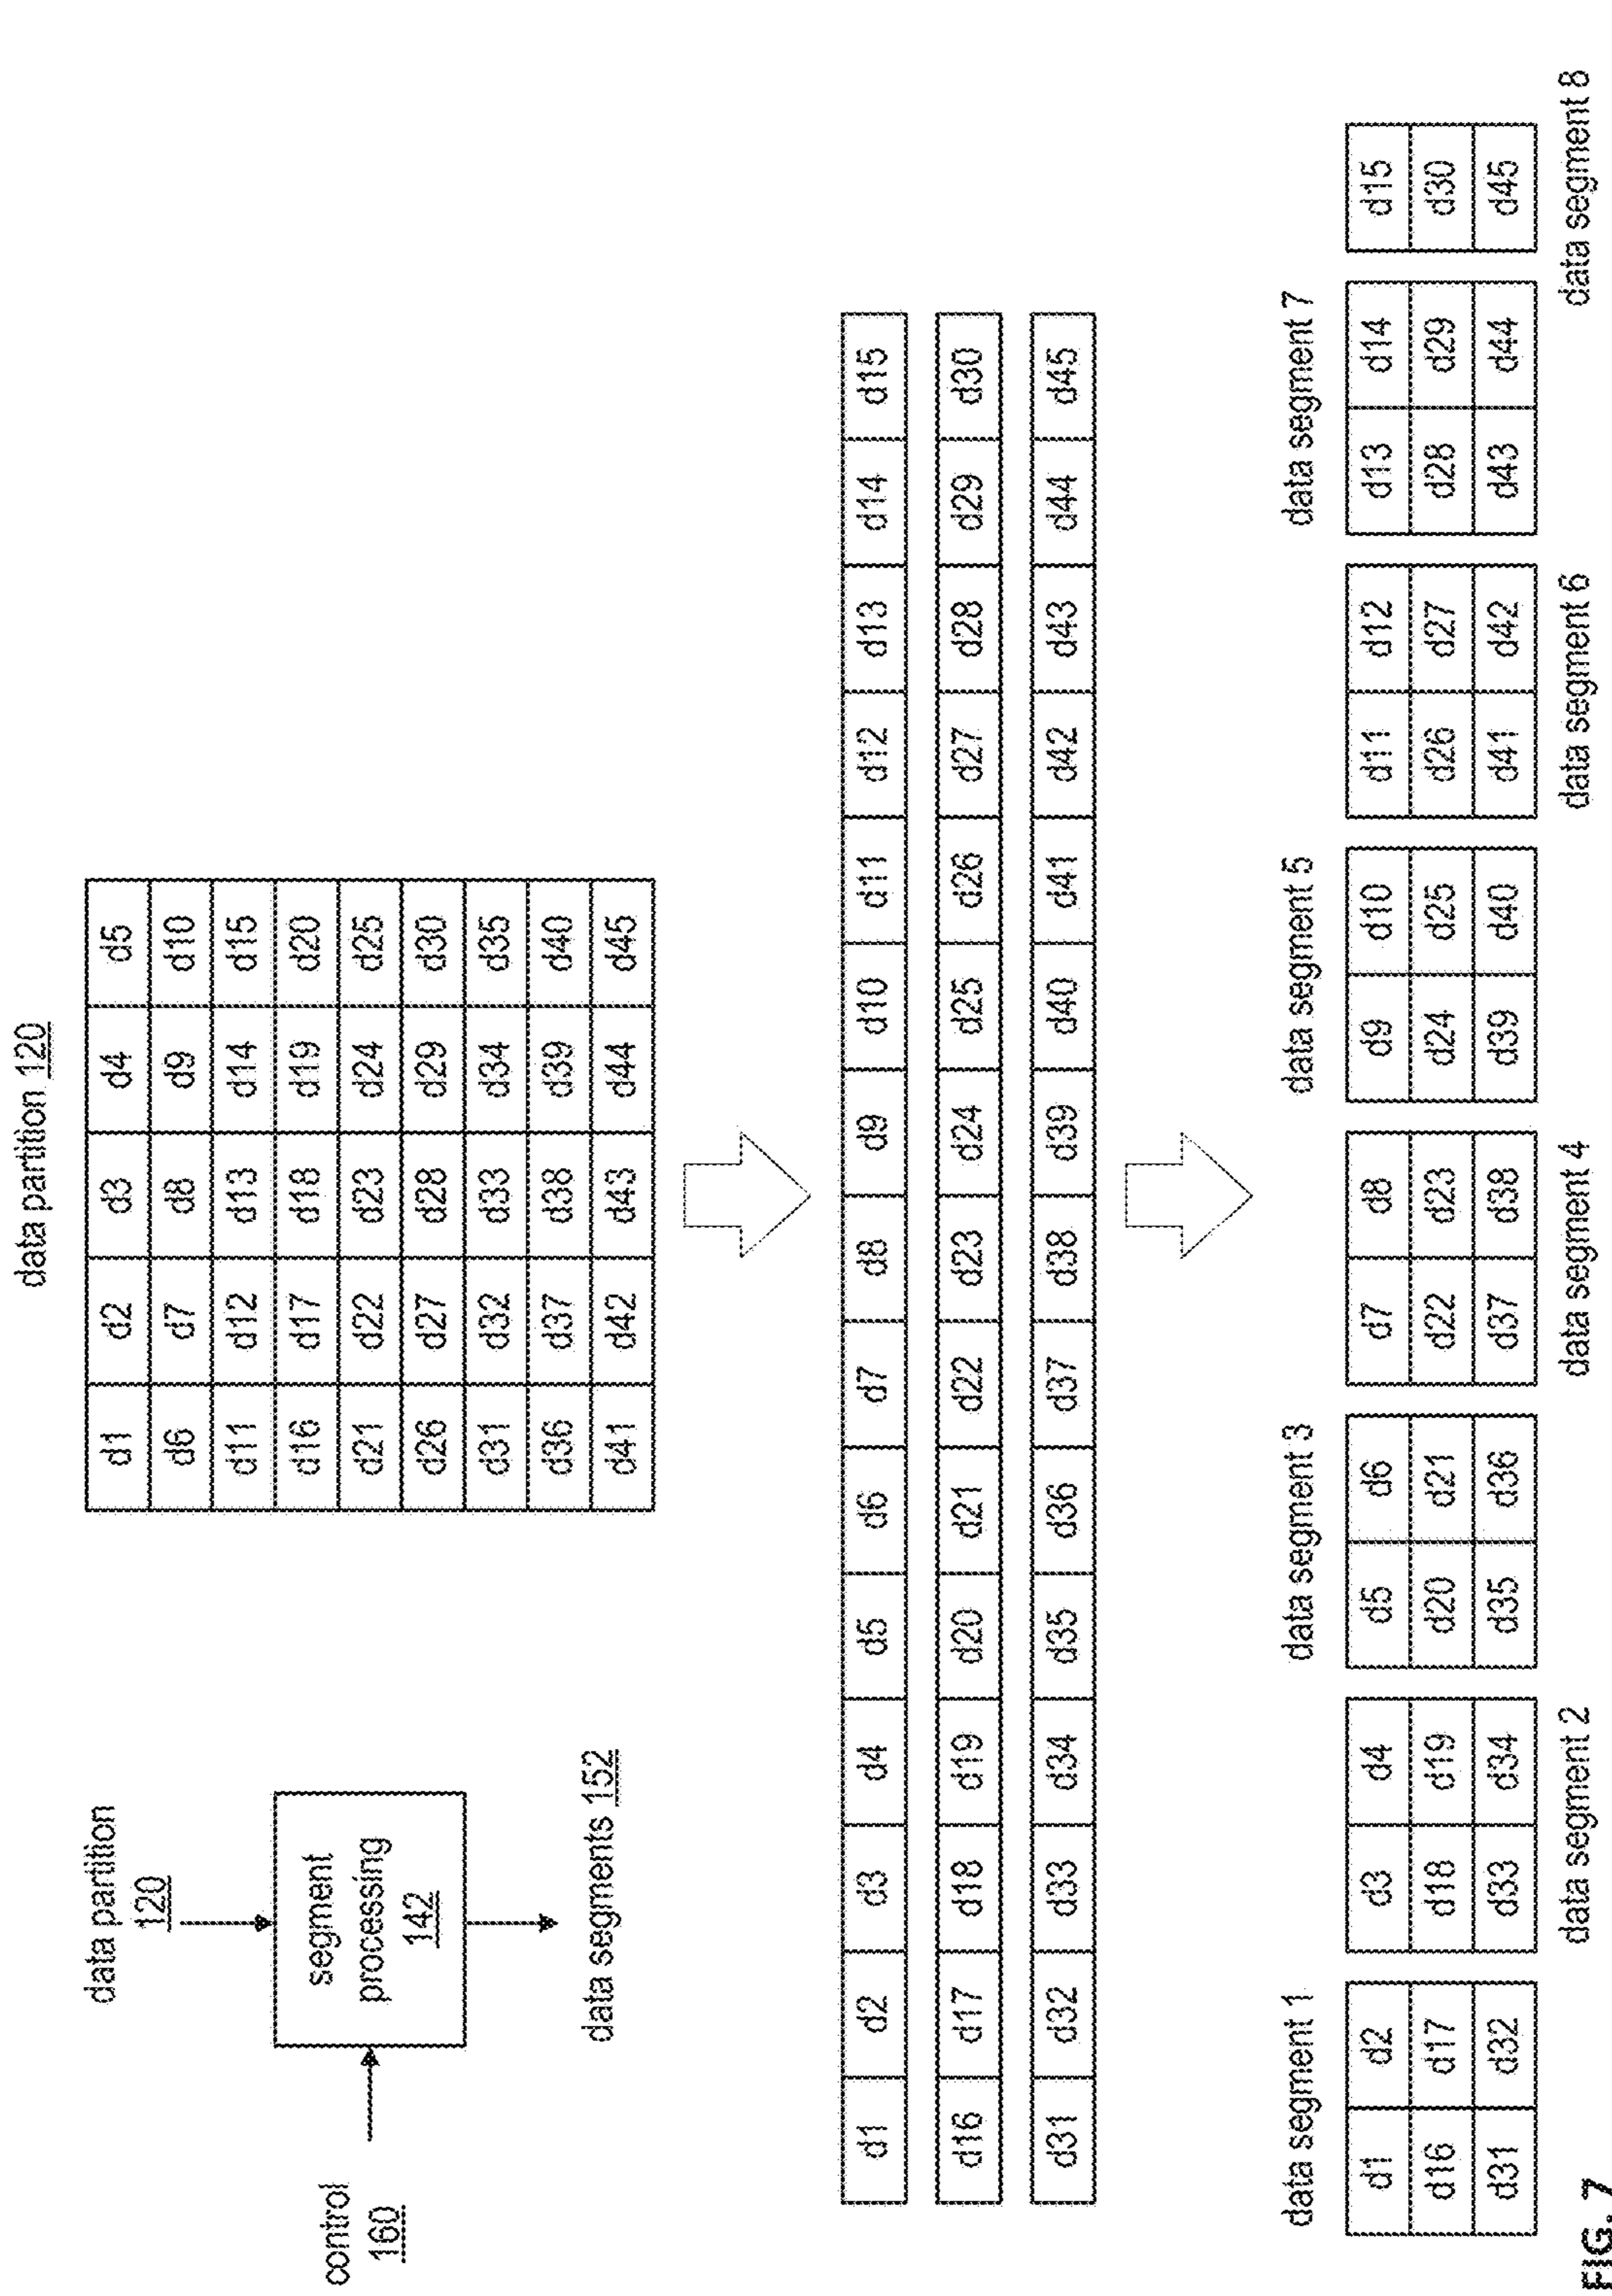 data partition
120
control
160
segment
processing
142
data segments 152
data partition 120
d1 d2 d3 d4 d5
d6 d7 d8 d9 d10
d11 d12 d13 d14 d15
d16 d17 d18 d19 d20
d21 d22 d23 d24 d25
d26 d27 d28 d29 d30
d31 d32 d33 d34 d35
d36 d37 d38 d39 d40
d41 d42 d43 d44 d45
d1 d2 d3 d4 d5 d6 d7 d8 d9 d10 d11 d12 d13 d14 d15
d16 d17 d18 d19 d20 d21 d22 d23 d24 d25 d26 d27 d28 d29 d30
d31 d32 d33 d34 d35 d36 d37 d38 d39 d40 d41 d42 d43 d44 d45
data segment 1 data segment 3 data segment 5 data segment 7
d1 d2 d3 d4 d5 d6 d7 d8 d9 d10 d11 d12 d13 d14 d15
d16 d17 d18 d19 d20 d21 d22 d23 d24 d25 d26 d27 d28 d29 d30
d31 d32 d33 d34 d35 d36 d37 d38 d39 d40 d41 d42 d43 d44 d45
data segment 2 data segment 4 data segment 6 data segment 8
FIG. 7